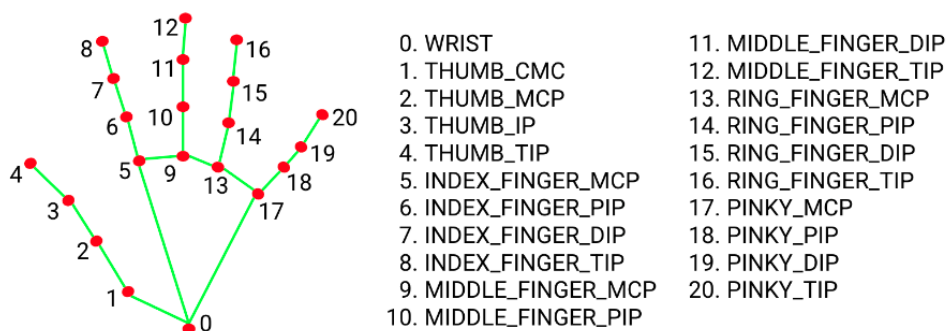 12
8
16
11
7
15
10
6
14
20
4
5
9
13
19
18
3
17
2
1
0
0. WRIST
1. THUMB_CMC
2. THUMB_MCP
3. THUMB_IP
4. THUMB_TIP
5. INDEX_FINGER_MCP
6. INDEX_FINGER_PIP
7. INDEX_FINGER_DIP
8. INDEX_FINGER_TIP
9. MIDDLE_FINGER_MCP
10. MIDDLE_FINGER_PIP
11. MIDDLE_FINGER_DIP
12. MIDDLE_FINGER_TIP
13. RING_FINGER_MCP
14. RING_FINGER_PIP
15. RING_FINGER_DIP
16. RING_FINGER_TIP
17. PINKY_MCP
18. PINKY_PIP
19. PINKY_DIP
20. PINKY_TIP